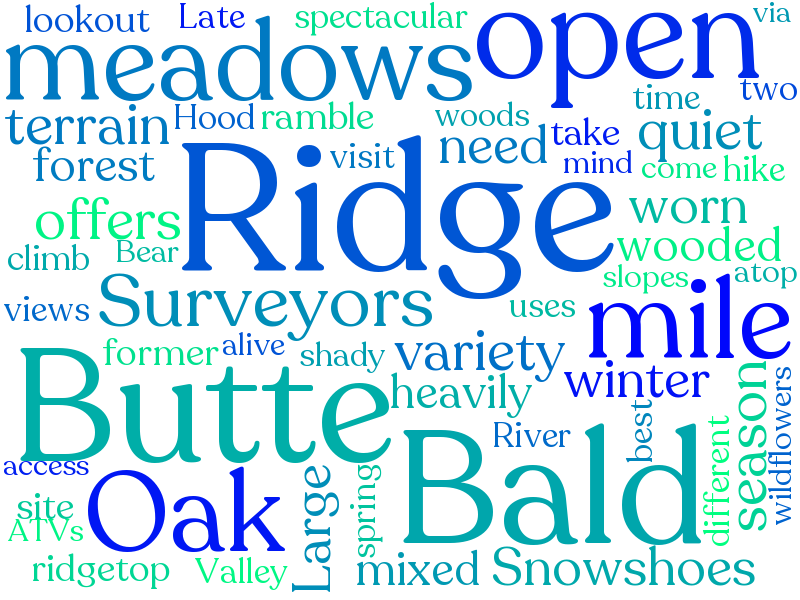 lookout
Late
spectacular
via
meadows
open
two
time
terrain
Hood
ramble
woods
take
quiet
forest
visit
need
mind
come
hike
Ridge
offers
worn
climb
Bear
wooded
slopes
atop
views
Surveyors
uses
mile
former
alive
shady
variety
winter
heavily
Butte
River
best
Bald
different
season
wildflowers
access
Oak
site
ATVs
Large
spring
ridgetop
Valley
mixed
Snowshoes